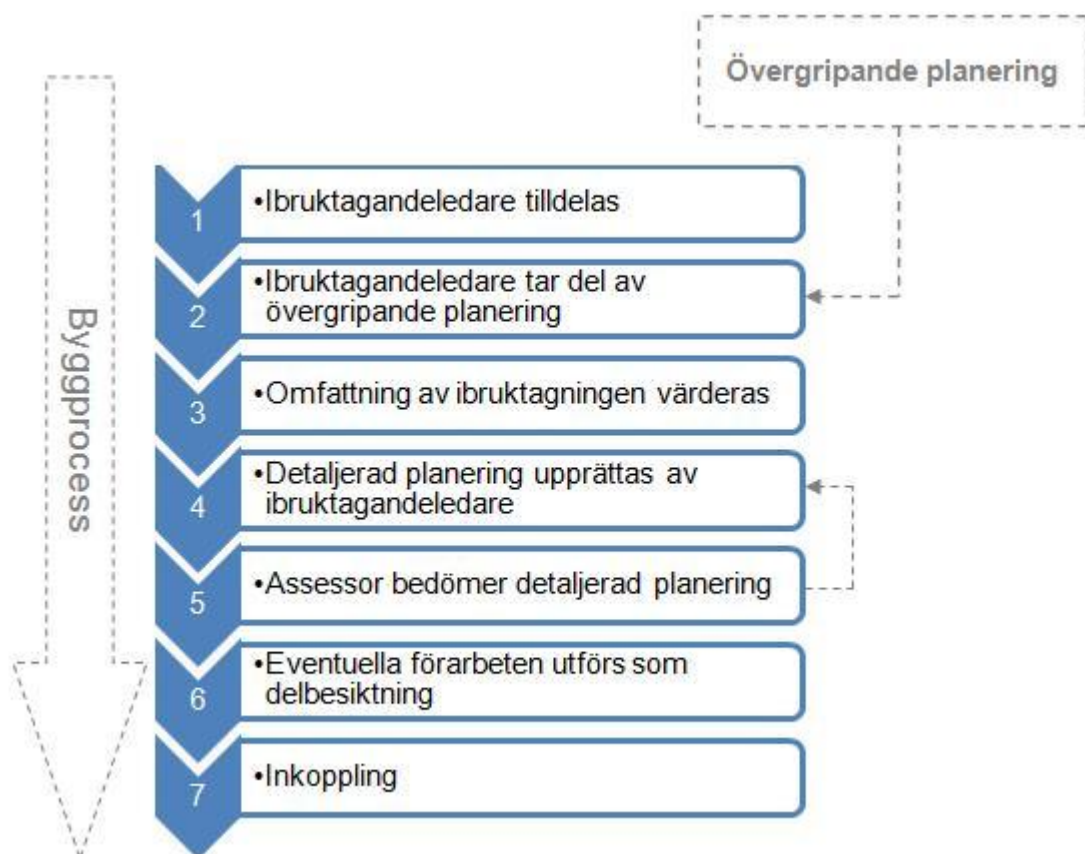 Övergripande planering
Byggprocess
1
•Ibruktagandeledare tilldelas
2
•Ibruktagandeledare tar del av
övergripande planering
3
•Omfattning av ibruktagningen värderas
4
•Detaljerad planering upprättas av
ibruktagandeledare
5
•Assessor bedömer detaljerad planering
6
•Eventuella förarbeten utförs som
delbesiktning
7
•Inkoppling